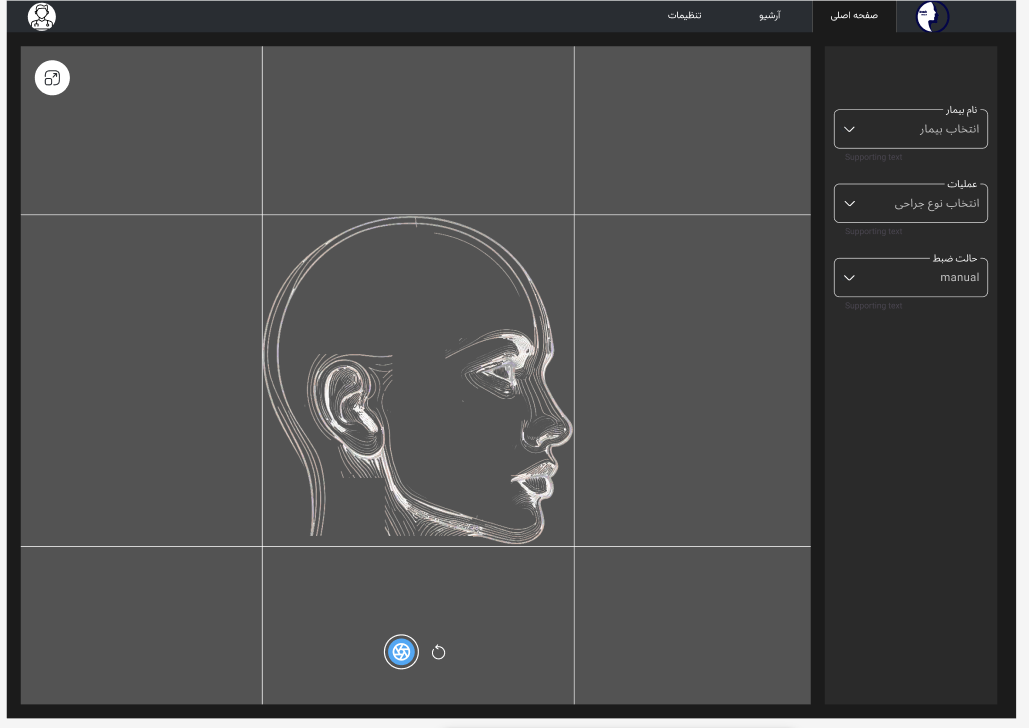 صفحه اصلی
آرشیو
تنظیمات
نام بیمار
انتخاب بیمار
Supporting text
عملیات
انتخاب نوع جراحی
Supporting text
حالت ضبط
manual
Supporting text